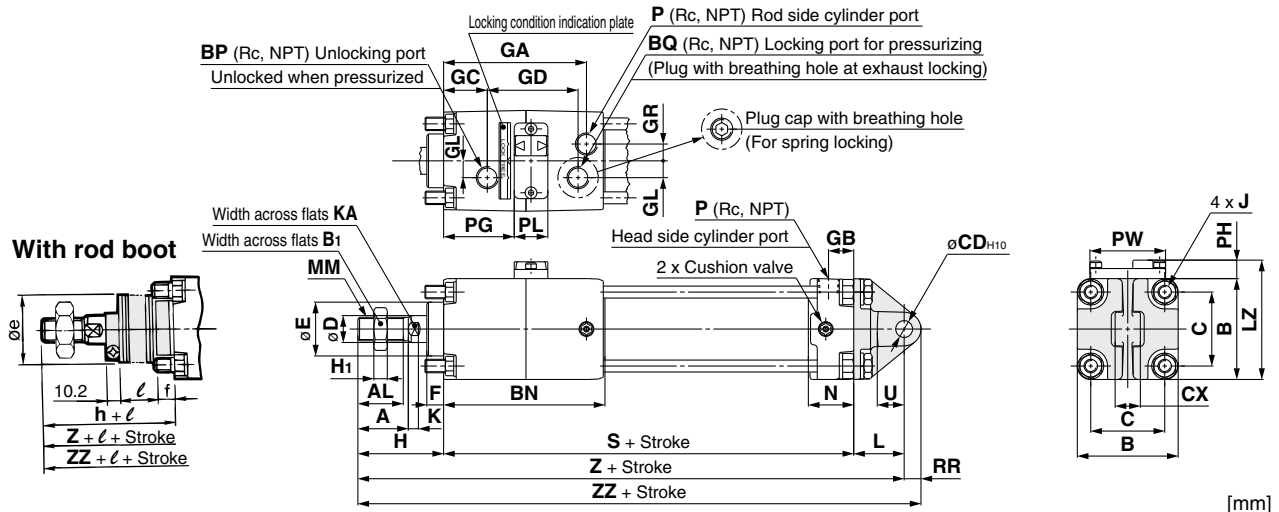 Locking condition indication plate
P (Rc, NPT) Rod side cylinder port
BP (Rc, NPT) Unlocking port
Unlocked when pressurized
GA
BQ (Rc, NPT) Locking port for pressurizing
(Plug with breathing hole at exhaust locking)
GC
GD
GR
Plug cap with breathing hole
(For spring locking)
GL
GL
PG
PL
Width across flats KA
Width across flats B1
MM
P (Rc, NPT)
Head side cylinder port
GB
2 x Cushion valve
øCDH10
4 x J
PW
PH
With rod boot
øe
øE
øD
C
B
LZ
10.2
ℓ
f
h + ℓ
Z + ℓ + Stroke
ZZ + ℓ + Stroke
H1
AL
F
BN
N
U
CX
A
K
C
H
S + Stroke
L
B
Z + Stroke
RR
ZZ + Stroke
[mm]